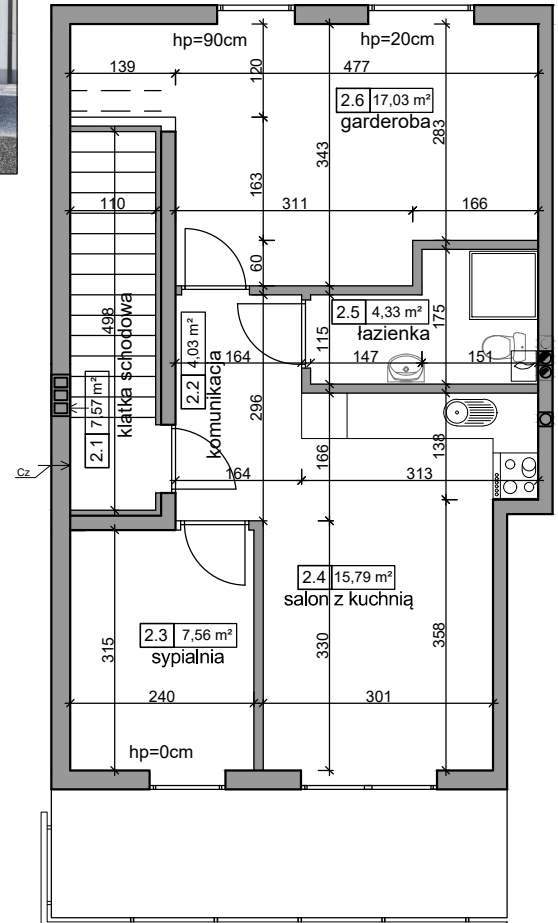 hp=90cm
hp=20cm
139
120
477
2.6 17,03 m²
garderoba
343
283
163
110
311
166
60
498
klatka schodowa
2.1 7,57 m²
4,03 m²
2.2
komunikacja
2.5 4,33 m²
łazienka
175
115
164
147
151
296
166
138
164
313
Cz
2.4 15,79 m²
salon z kuchnią
2.3 7,56 m²
sypialnia
315
330
358
240
301
hp=0cm